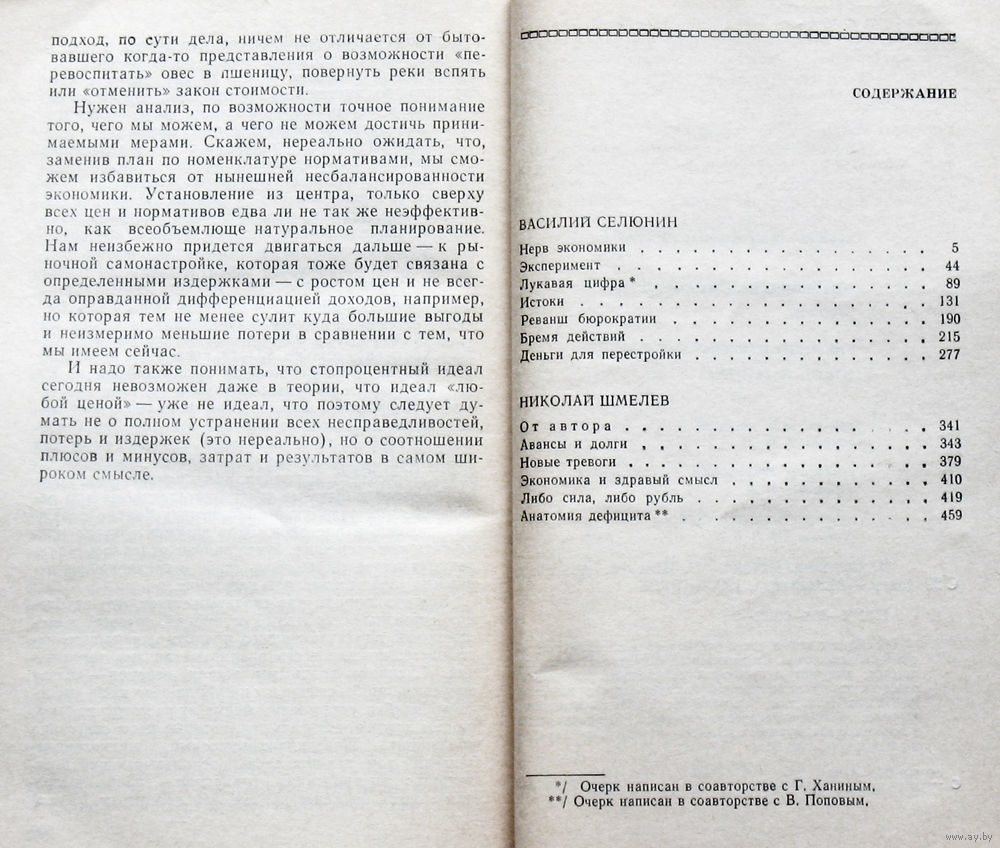 подход, по сути дела, ничем не отличается от быто-
вавшего когда-то представления о возможности «пе-
ревоспитать» овес в пшеницу, повернуть реки вспять
или «отменить» закон стоимости.
Нужен анализ, по возможности точное понимание
того, чего мы можем, а чего не можем достичь прини-
маемыми мерами. Скажем, нереально ожидать, что,
заменив план по номенклатуре нормативами, мы смо-
жем избавиться от нынешней несбалансированности
экономики. Установление из центра, только сверху
всех цен и нормативов едва ли не так же неэффектив-
но, как всеобъемлюще натуральное планирование.
Нам неизбежно придется двигаться дальше — к ры-
ночной самонастройке, которая тоже будет связана с
определенными издержками — с ростом цен и не все-
гда оправданной дифференциацией доходов, например,
но которая тем не менее сулит куда большие выгоды
и неизмеримо меньшие потери в сравнении с тем, что
мы имеем сейчас.
И надо также понимать, что стопроцентный идеал
сегодня невозможен даже в теории, что идеал «лю-
бой ценой» — уже не идеал, что поэтому следует ду-
мать не о полном устранении всех несправедливостей,
потерь и издержек (это нереально), но о соотношении
плюсов и минусов, затрат и результатов в самом ши-
роком смысле.
СОДЕРЖАНИЕ
ВАСИЛИЙ СЕЛЮНИН
Нерв экономики . . . . . . . . . . . . . . . 5
Эксперимент . . . . . . . . . . . . . . . . 44
Лукавая цифра * . . . . . . . . . . . . . . 89
Истоки . . . . . . . . . . . . . . . . . . 131
Реванш бюрократии . . . . . . . . . . . . . 190
Бремя действий . . . . . . . . . . . . . . 215
Деньги для перестройки . . . . . . . . . . . 277
НИКОЛАЙ ШМЕЛЕВ
От автора . . . . . . . . . . . . . . . . 341
Авансы и долги . . . . . . . . . . . . . . 343
Новые тревоги . . . . . . . . . . . . . . . 379
Экономика и здравый смысл . . . . . . . . . 410
Либо сила, либо рубль . . . . . . . . . . . 419
Анатомия дефицита ** . . . . . . . . . . . . 459
*/ Очерк написан в соавторстве с Г. Ханиным.
**/ Очерк написан в соавторстве с В. Поповым.
www.ay.by